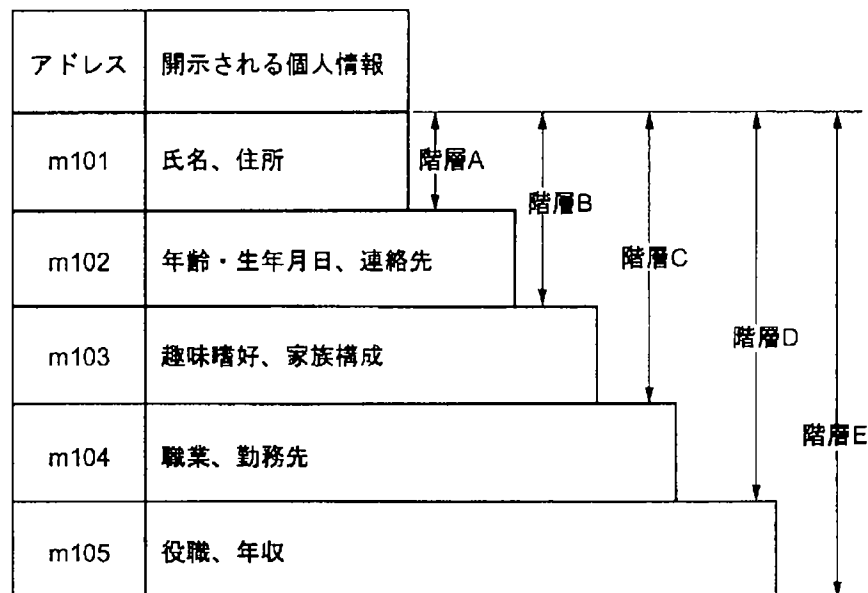 アドレス 開示される個人情報
m101 氏名、住所
階層A
階層B
m102 年齢・生年月日、連絡先
階層C
m103 趣味嗜好、家族構成
階層D
m104 職業、勤務先
階層E
m105 役職、年収